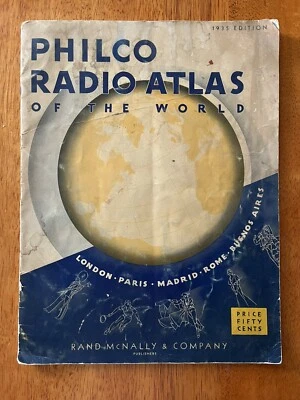 1935 EDITION
PHILCO
RADIO ATLAS
OF THE WORLD
LONDON · PARIS · MADRID · ROME · BUENOS AIRES
PRICE
FIFTY
CENTS
RAND MCNALLY & COMPANY
PUBLISHERS